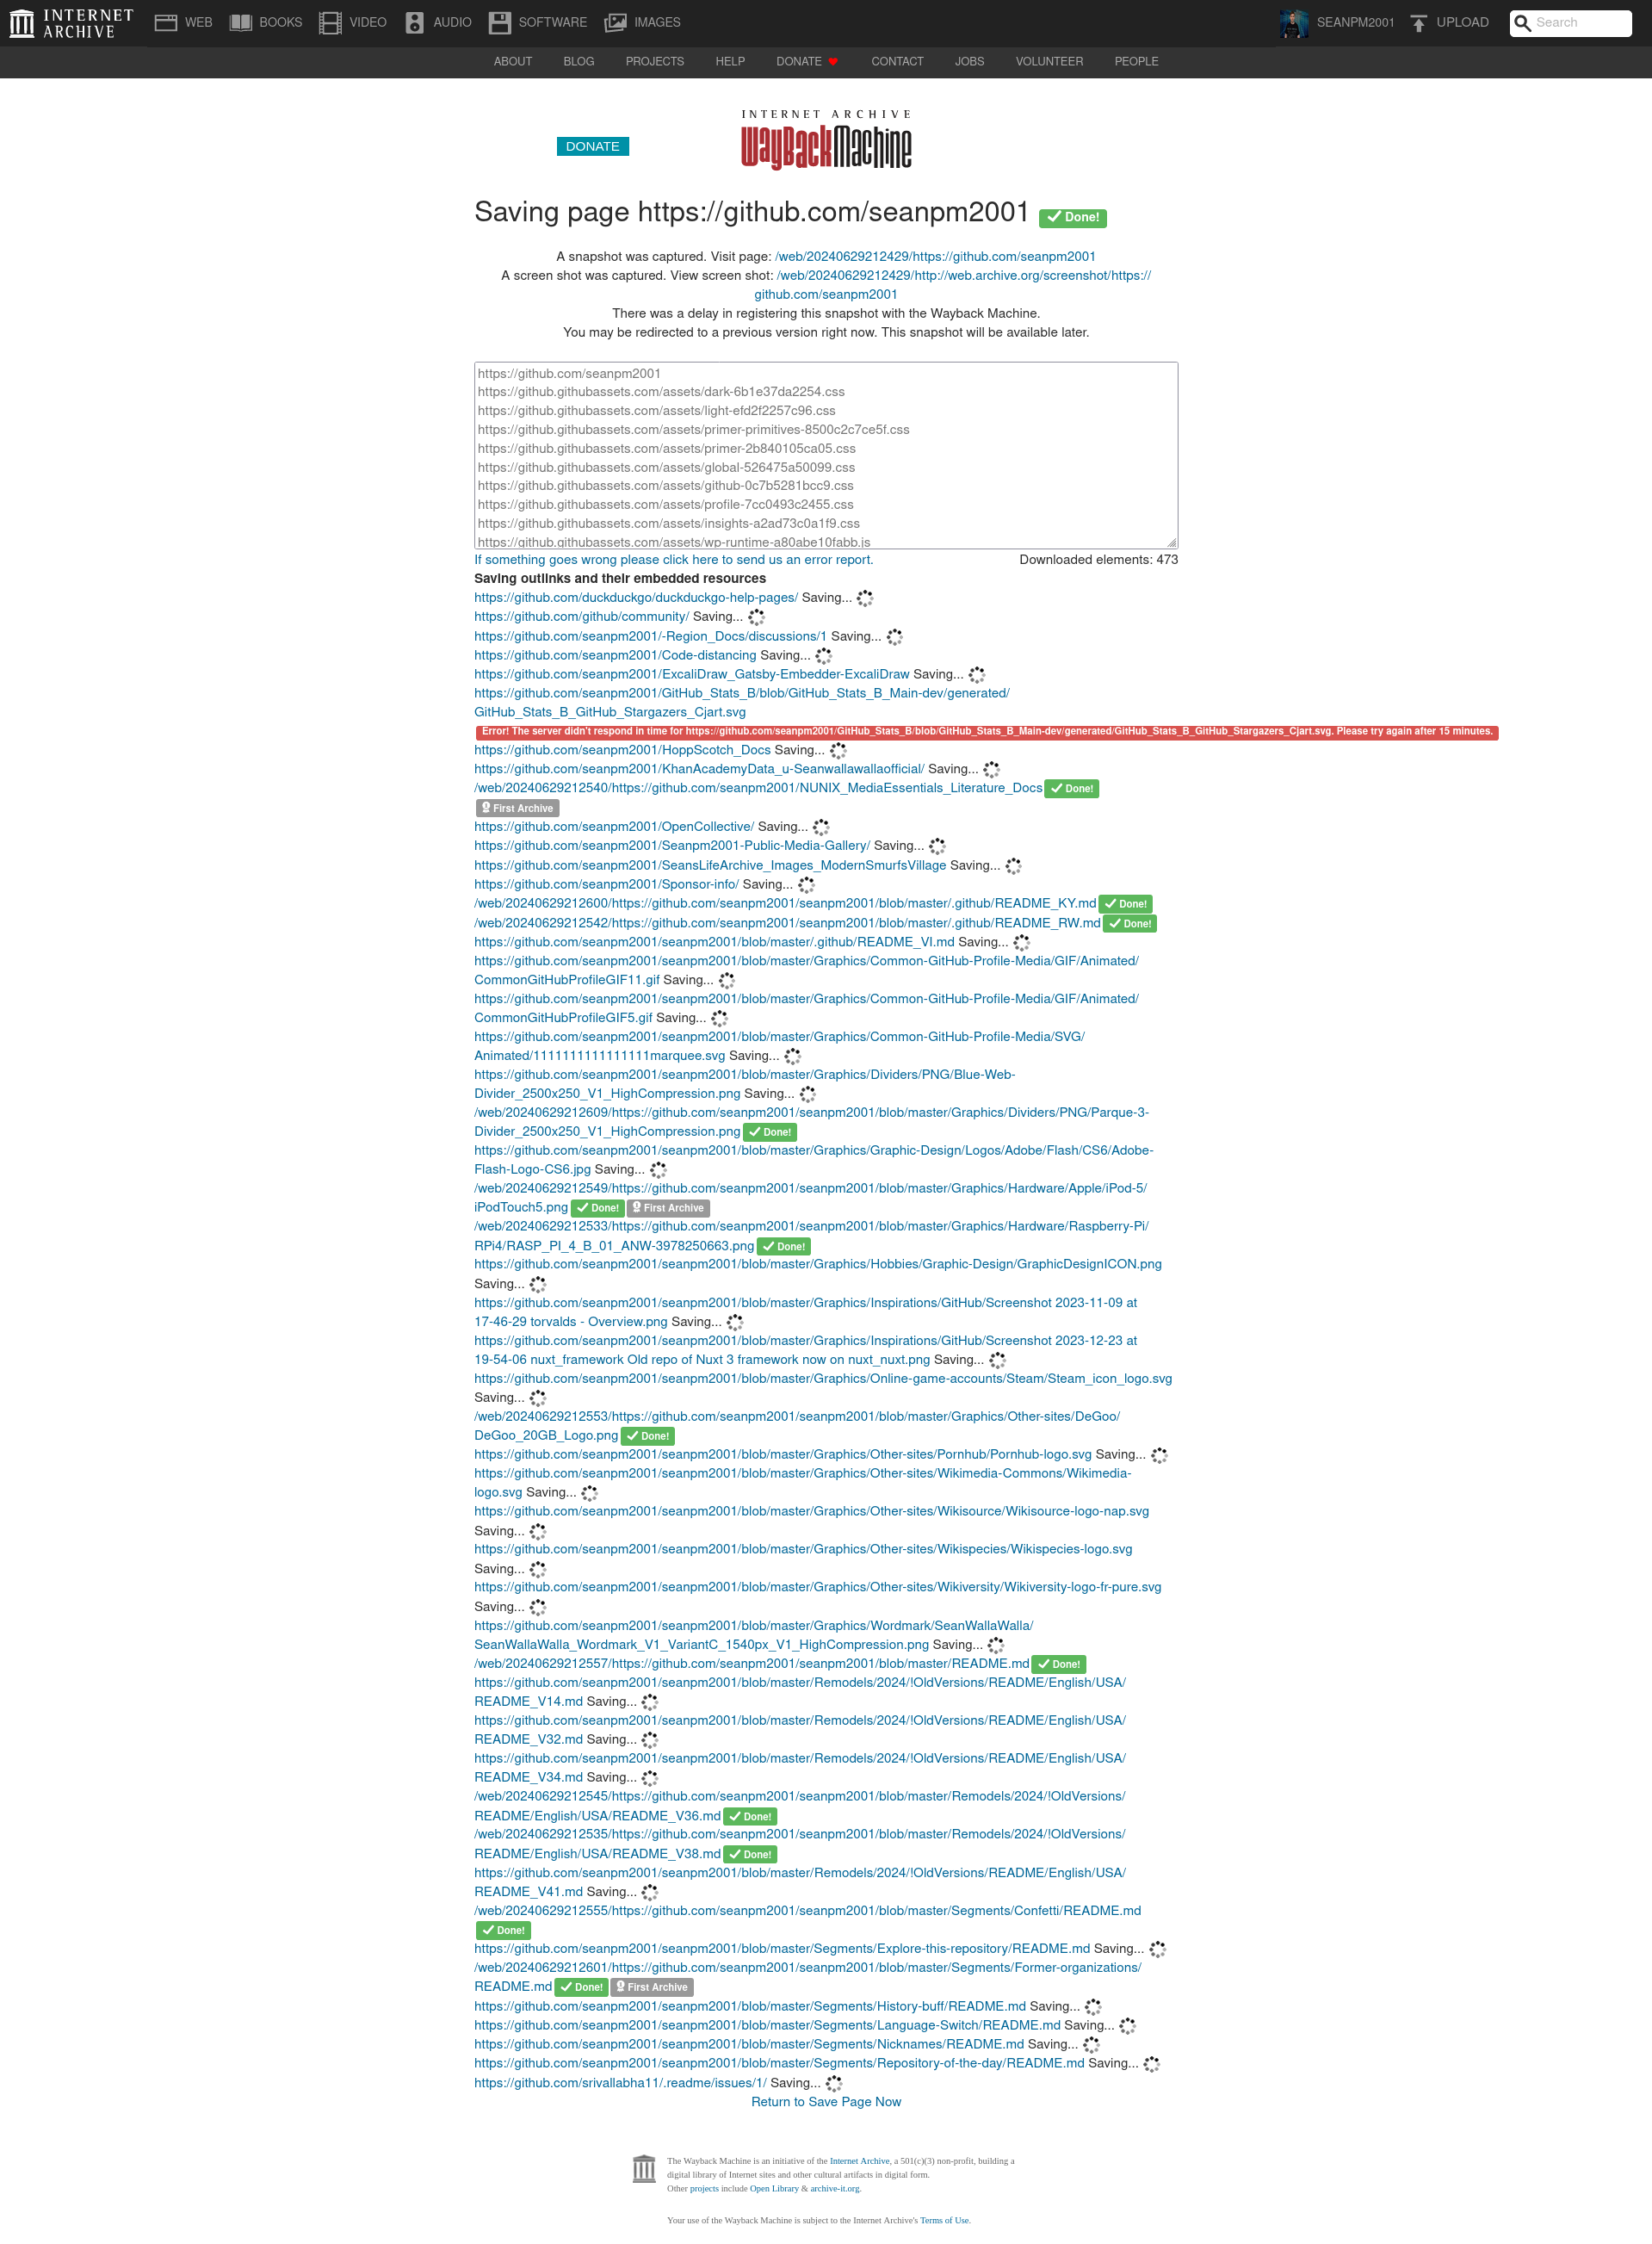 INTERNET ARCHIVE
WEB BOOKS VIDEO AUDIO SOFTWARE IMAGES SEANPM2001 UPLOAD Search
ABOUT BLOG PROJECTS HELP DONATE CONTACT JOBS VOLUNTEER PEOPLE
INTERNET ARCHIVE
DONATE WayBackMachine
Saving page https://github.com/seanpm2001 Done!
A snapshot was captured. Visit page: /web/20240629212429/https://github.com/seanpm2001
A screen shot was captured. View screen shot: /web/20240629212429/http://web.archive.org/screenshot/https://
github.com/seanpm2001
There was a delay in registering this snapshot with the Wayback Machine.
You may be redirected to a previous version right now. This snapshot will be available later.
https://github.com/seanpm2001
https://github.githubassets.com/assets/dark-6b1e37da2254.css
https://github.githubassets.com/assets/light-efd2f2257c96.css
https://github.githubassets.com/assets/primer-primitives-8500c2c7ce5f.css
https://github.githubassets.com/assets/primer-2b840105ca05.css
https://github.githubassets.com/assets/global-526475a50099.css
https://github.githubassets.com/assets/github-0c7b5281bcc9.css
https://github.githubassets.com/assets/profile-7cc0493c2455.css
https://github.githubassets.com/assets/insights-a2ad73c0a1f9.css
https://github.githubassets.com/assets/wp-runtime-a80abe10fabb.js
If something goes wrong please click here to send us an error report. Downloaded elements: 473
Saving outlinks and their embedded resources
https://github.com/duckduckgo/duckduckgo-help-pages/ Saving...
https://github.com/github/community/ Saving...
https://github.com/seanpm2001/-Region_Docs/discussions/1 Saving...
https://github.com/seanpm2001/Code-distancing Saving...
https://github.com/seanpm2001/ExcaliDraw_Gatsby-Embedder-ExcaliDraw Saving...
https://github.com/seanpm2001/GitHub_Stats_B/blob/GitHub_Stats_B_Main-dev/generated/
GitHub_Stats_B_GitHub_Stargazers_Cjart.svg
Error! The server didn't respond in time for https://github.com/seanpm2001/GitHub_Stats_B/blob/GitHub_Stats_B_Main-dev/generated/GitHub_Stats_B_GitHub_Stargazers_Cjart.svg. Please try again after 15 minutes.
https://github.com/seanpm2001/HoppScotch_Docs Saving...
https://github.com/seanpm2001/KhanAcademyData_u-Seanwallawallaofficial/ Saving...
/web/20240629212540/https://github.com/seanpm2001/NUNIX_MediaEssentials_Literature_Docs Done!
First Archive
https://github.com/seanpm2001/OpenCollective/ Saving...
https://github.com/seanpm2001/Seanpm2001-Public-Media-Gallery/ Saving...
https://github.com/seanpm2001/SeansLifeArchive_Images_ModernSmurfsVillage Saving...
https://github.com/seanpm2001/Sponsor-info/ Saving...
/web/20240629212600/https://github.com/seanpm2001/seanpm2001/blob/master/.github/README_KY.md Done!
/web/20240629212542/https://github.com/seanpm2001/seanpm2001/blob/master/.github/README_RW.md Done!
https://github.com/seanpm2001/seanpm2001/blob/master/.github/README_VI.md Saving...
https://github.com/seanpm2001/seanpm2001/blob/master/Graphics/Common-GitHub-Profile-Media/GIF/Animated/
CommonGitHubProfileGIF11.gif Saving...
https://github.com/seanpm2001/seanpm2001/blob/master/Graphics/Common-GitHub-Profile-Media/GIF/Animated/
CommonGitHubProfileGIF5.gif Saving...
https://github.com/seanpm2001/seanpm2001/blob/master/Graphics/Common-GitHub-Profile-Media/SVG/
Animated/1111111111111111marquee.svg Saving...
https://github.com/seanpm2001/seanpm2001/blob/master/Graphics/Dividers/PNG/Blue-Web-
Divider_2500x250_V1_HighCompression.png Saving...
/web/20240629212609/https://github.com/seanpm2001/seanpm2001/blob/master/Graphics/Dividers/PNG/Parque-3-
Divider_2500x250_V1_HighCompression.png Done!
https://github.com/seanpm2001/seanpm2001/blob/master/Graphics/Graphic-Design/Logos/Adobe/Flash/CS6/Adobe-
Flash-Logo-CS6.jpg Saving...
/web/20240629212549/https://github.com/seanpm2001/seanpm2001/blob/master/Graphics/Hardware/Apple/iPod-5/
iPodTouch5.png Done! First Archive
/web/20240629212533/https://github.com/seanpm2001/seanpm2001/blob/master/Graphics/Hardware/Raspberry-Pi/
RPi4/RASP_PI_4_B_01_ANW-3978250663.png Done!
https://github.com/seanpm2001/seanpm2001/blob/master/Graphics/Hobbies/Graphic-Design/GraphicDesignICON.png
Saving...
https://github.com/seanpm2001/seanpm2001/blob/master/Graphics/Inspirations/GitHub/Screenshot 2023-11-09 at
17-46-29 torvalds - Overview.png Saving...
https://github.com/seanpm2001/seanpm2001/blob/master/Graphics/Inspirations/GitHub/Screenshot 2023-12-23 at
19-54-06 nuxt_framework Old repo of Nuxt 3 framework now on nuxt_nuxt.png Saving...
https://github.com/seanpm2001/seanpm2001/blob/master/Graphics/Online-game-accounts/Steam/Steam_icon_logo.svg
Saving...
/web/20240629212553/https://github.com/seanpm2001/seanpm2001/blob/master/Graphics/Other-sites/DeGoo/
DeGoo_20GB_Logo.png Done!
https://github.com/seanpm2001/seanpm2001/blob/master/Graphics/Other-sites/Pornhub/Pornhub-logo.svg Saving...
https://github.com/seanpm2001/seanpm2001/blob/master/Graphics/Other-sites/Wikimedia-Commons/Wikimedia-
logo.svg Saving...
https://github.com/seanpm2001/seanpm2001/blob/master/Graphics/Other-sites/Wikisource/Wikisource-logo-nap.svg
Saving...
https://github.com/seanpm2001/seanpm2001/blob/master/Graphics/Other-sites/Wikispecies/Wikispecies-logo.svg
Saving...
https://github.com/seanpm2001/seanpm2001/blob/master/Graphics/Other-sites/Wikiversity/Wikiversity-logo-fr-pure.svg
Saving...
https://github.com/seanpm2001/seanpm2001/blob/master/Graphics/Wordmark/SeanWallaWalla/
SeanWallaWalla_Wordmark_V1_VariantC_1540px_V1_HighCompression.png Saving...
/web/20240629212557/https://github.com/seanpm2001/seanpm2001/blob/master/README.md Done!
https://github.com/seanpm2001/seanpm2001/blob/master/Remodels/2024/!OldVersions/README/English/USA/
README_V14.md Saving...
https://github.com/seanpm2001/seanpm2001/blob/master/Remodels/2024/!OldVersions/README/English/USA/
README_V32.md Saving...
https://github.com/seanpm2001/seanpm2001/blob/master/Remodels/2024/!OldVersions/README/English/USA/
README_V34.md Saving...
/web/20240629212545/https://github.com/seanpm2001/seanpm2001/blob/master/Remodels/2024/!OldVersions/
README/English/USA/README_V36.md Done!
/web/20240629212535/https://github.com/seanpm2001/seanpm2001/blob/master/Remodels/2024/!OldVersions/
README/English/USA/README_V38.md Done!
https://github.com/seanpm2001/seanpm2001/blob/master/Remodels/2024/!OldVersions/README/English/USA/
README_V41.md Saving...
/web/20240629212555/https://github.com/seanpm2001/seanpm2001/blob/master/Segments/Confetti/README.md
Done!
https://github.com/seanpm2001/seanpm2001/blob/master/Segments/Explore-this-repository/README.md Saving...
/web/20240629212601/https://github.com/seanpm2001/seanpm2001/blob/master/Segments/Former-organizations/
README.md Done! First Archive
https://github.com/seanpm2001/seanpm2001/blob/master/Segments/History-buff/README.md Saving...
https://github.com/seanpm2001/seanpm2001/blob/master/Segments/Language-Switch/README.md Saving...
https://github.com/seanpm2001/seanpm2001/blob/master/Segments/Nicknames/README.md Saving...
https://github.com/seanpm2001/seanpm2001/blob/master/Segments/Repository-of-the-day/README.md Saving...
https://github.com/srivallabha11/.readme/issues/1/ Saving...
Return to Save Page Now
The Wayback Machine is an initiative of the Internet Archive, a 501(c)(3) non-profit, building a
digital library of Internet sites and other cultural artifacts in digital form.
Other projects include Open Library & archive-it.org.
Your use of the Wayback Machine is subject to the Internet Archive's Terms of Use.